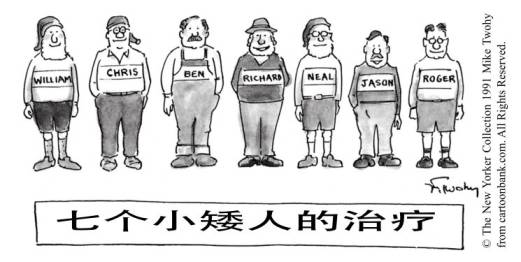 WILLIAM
CHRIS
BEN
RICHARD
NEAL
JASON
ROGER
七个小矮人的治疗
© The New Yorker Collection 1991 Mike Twohy
from cartoonbank.com. All Rights Reserved.